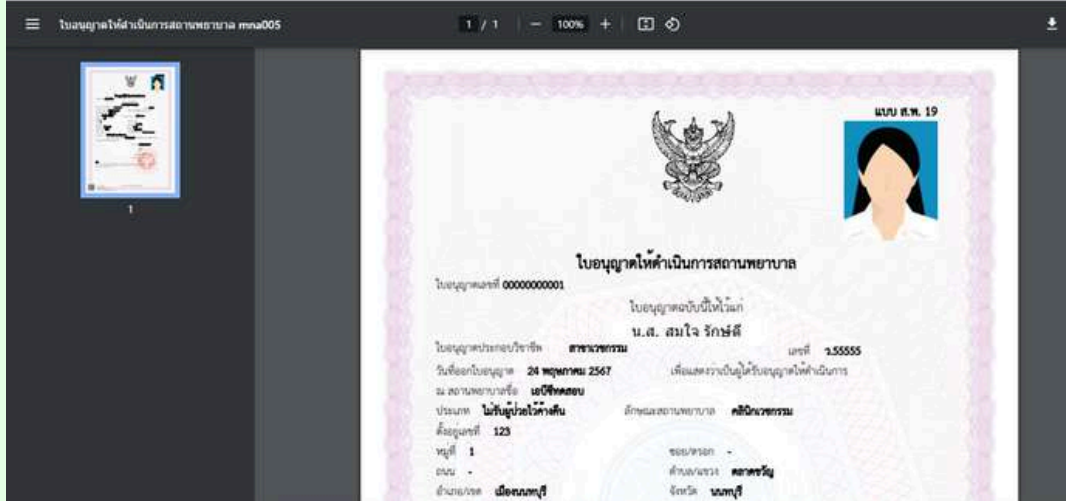 ใบอนุญาตให้ดำเนินการสถานพยาบาล mna005
1 / 1
100%
1
แบบ ส.พ. 19
ใบอนุญาตให้ดำเนินการสถานพยาบาล
ใบอนุญาตเลขที่ 00000000001
ใบอนุญาตฉบับนี้ให้ไว้แก่
น.ส. สมใจ รักษ์ดี
ใบอนุญาตประกอบวิชาชีพ สาขาเวชกรรม เลขที่ ว.55555
วันที่ออกใบอนุญาต 24 พฤษภาคม 2567 เพื่อแสดงว่าเป็นผู้ได้รับอนุญาตให้ดำเนินการ
ณ สถานพยาบาลชื่อ เอบีซีทดสอบ
ประเภท ไม่รับผู้ป่วยไว้ค้างคืน ลักษณะสถานพยาบาล คลินิกเวชกรรม
ตั้งอยู่เลขที่ 123
หมู่ที่ 1 ซอย/ตรอก -
ถนน - ตำบล/แขวง ตลาดขวัญ
อำเภอ/เขต เมืองนนทบุรี จังหวัด นนทบุรี